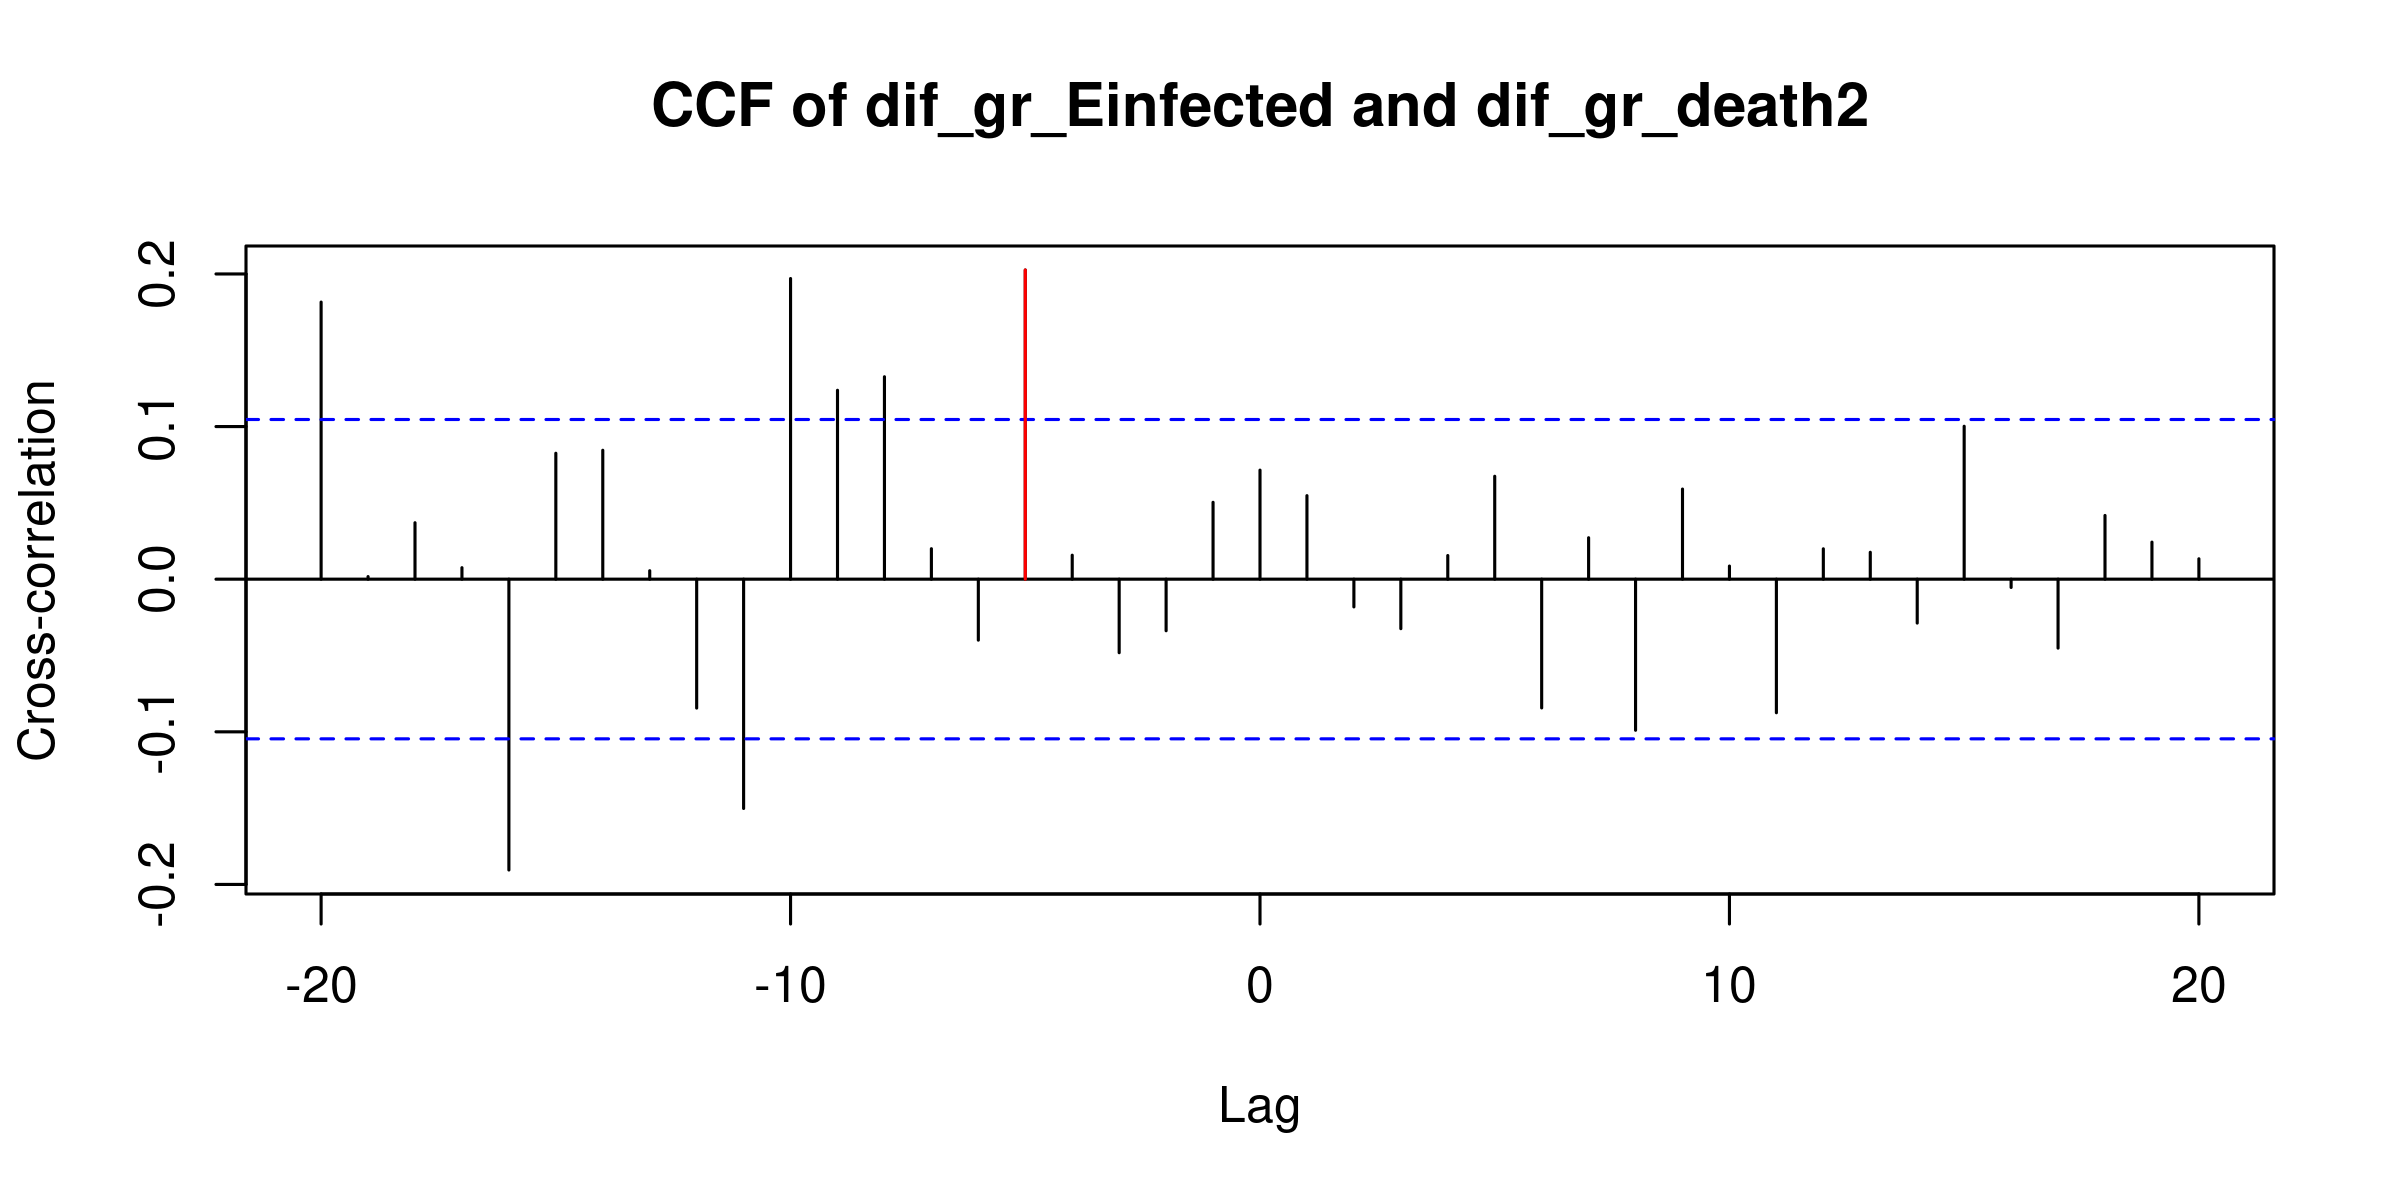 CCF of dif_gr_Einfected and dif_gr_death2
Cross-correlation
0.2
0.1
0.0
-0.1
-0.2
-20 -10 0 10 20
Lag